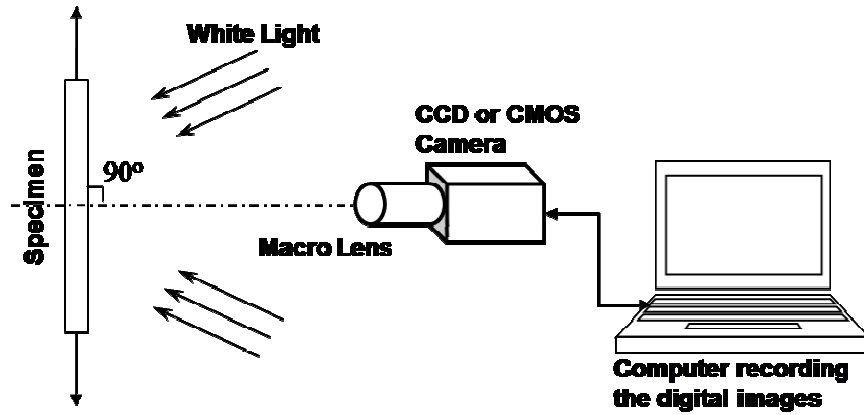 White Light
CCD or CMOS
Camera
90º
Specimen
Macro Lens
Computer recording
the digital images